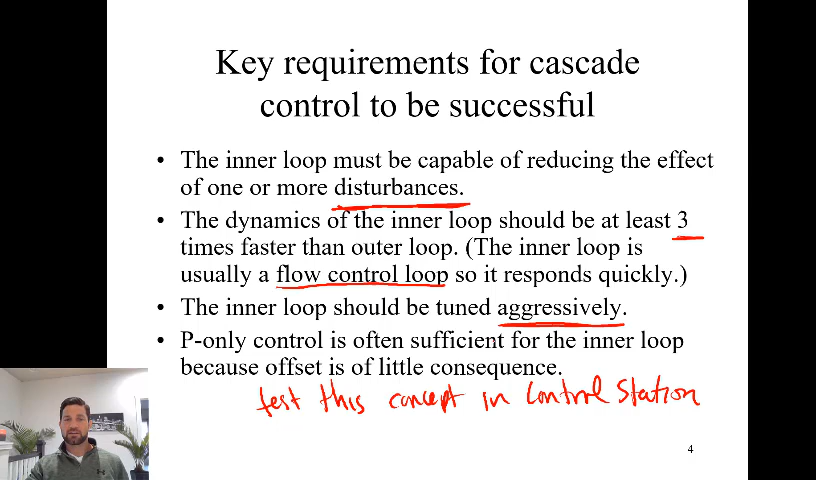 Key requirements for cascade
control to be successful
• The inner loop must be capable of reducing the effect
of one or more disturbances.
• The dynamics of the inner loop should be at least 3
times faster than outer loop. (The inner loop is
usually a flow control loop so it responds quickly.)
• The inner loop should be tuned aggressively.
• P-only control is often sufficient for the inner loop
because offset is of little consequence.
test this concept in Control Station
4